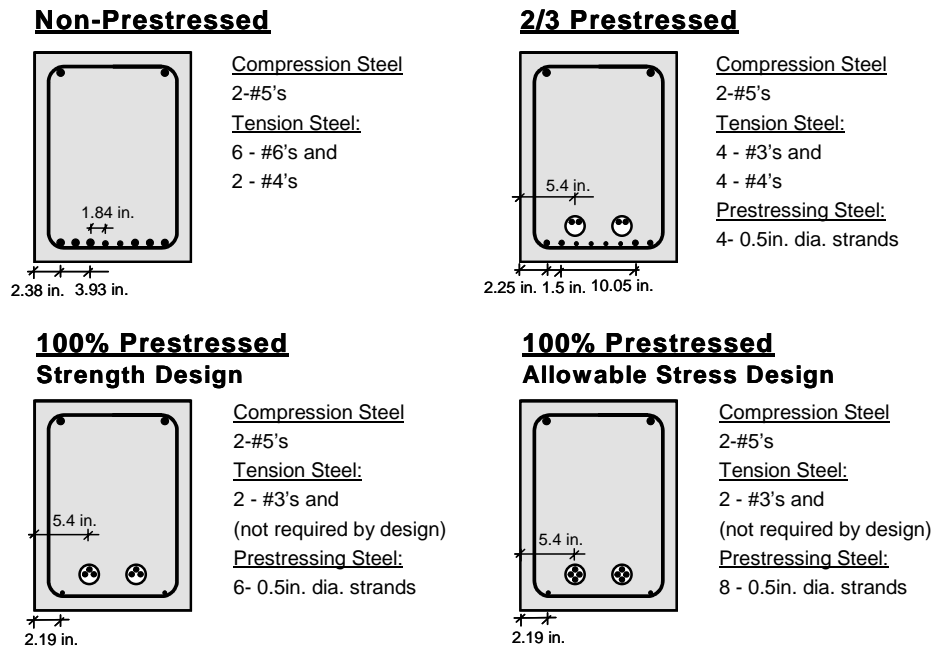 Non-Prestressed
Compression Steel
2-#5's
Tension Steel:
6 - #6's and
2 - #4's
1.84 in.
2.38 in. 3.93 in.
2/3 Prestressed
Compression Steel
2-#5's
Tension Steel:
4 - #3's and
4 - #4's
Prestressing Steel:
4- 0.5in. dia. strands
5.4 in.
2.25 in. 1.5 in. 10.05 in.
100% Prestressed
Strength Design
Compression Steel
2-#5's
Tension Steel:
2 - #3's and
(not required by design)
Prestressing Steel:
6- 0.5in. dia. strands
5.4 in.
2.19 in.
100% Prestressed
Allowable Stress Design
Compression Steel
2-#5's
Tension Steel:
2 - #3's and
(not required by design)
Prestressing Steel:
8 - 0.5in. dia. strands
5.4 in.
2.19 in.